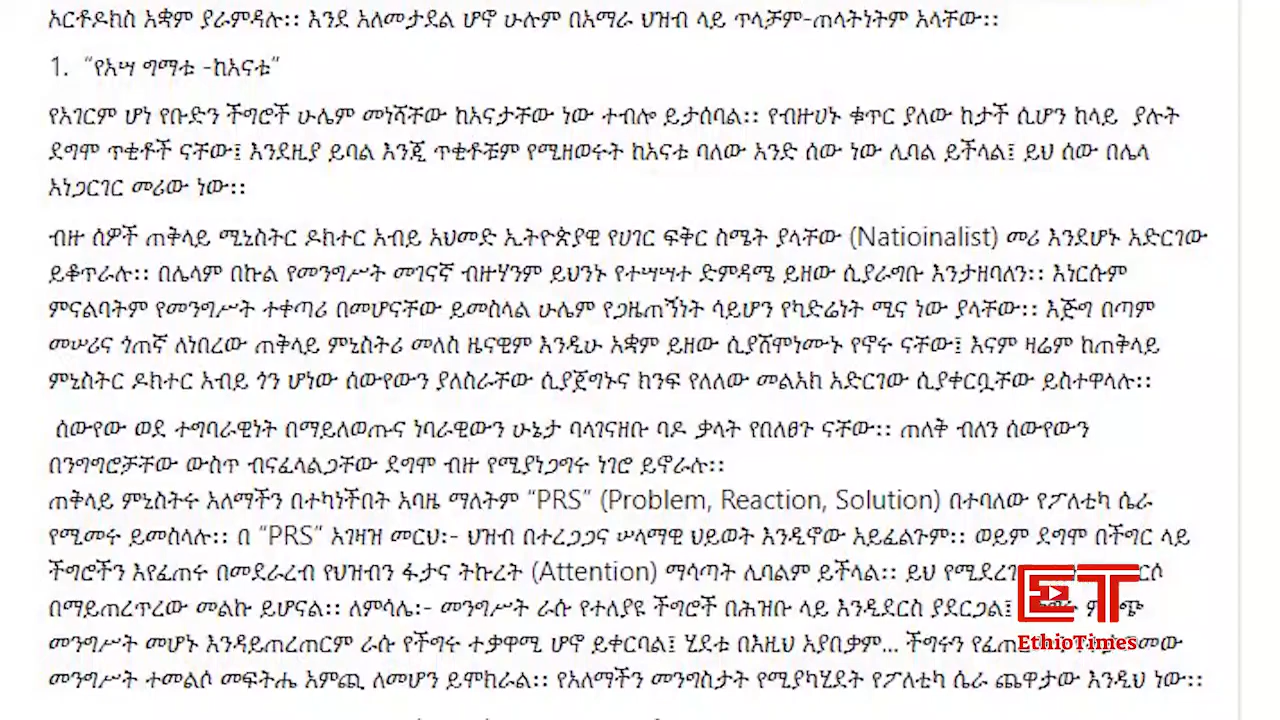 ኦርቶዶክስ አቋም ያራምዳሉ፡፡ እንደ አለመታደል ሆኖ ሁሉም በአማራ ህዝብ ላይ ጥላቻም-ጠላትነትም አላቸው፡፡
1. “የአሣ ግማቱ -ከአናቱ”
የአገርም ሆነ የቡድን ችግሮች ሁሌም መነሻቸው ከአናታቸው ነው ተብሎ ይታሰባል፡፡ የብዙሀኑ ቁጥር ያለው ከታች ሲሆን ከላይ ያሉት
ደግሞ ጥቂቶች ናቸው፤ እንደዚያ ይባል እንጂ ጥቂቶቹም የሚዘወሩት ከአናቱ ባለው አንድ ሰው ነው ሊባል ይችላል፤ ይህ ሰው በሌላ
አነጋርገር መሪው ነው፡፡
ብዙ ሰዎች ጠቅላይ ሚኒስትር ዶክተር አብይ አህመድ ኢትዮጵያዊ የሀገር ፍቅር ስሜት ያላቸው (Natioinalist) መሪ እንደሆኑ አድርገው
ይቆጥራሉ፡፡ በሌላም በኩል የመንግሥት መገናኛ ብዙሃንም ይህንኑ የተሣሣተ ድምዳሜ ይዘው ሲያራግቡ እንታዘባለን፡፡ እነርሱም
ምናልባትም የመንግሥት ተቀጣሪ በመሆናቸው ይመስላል ሁሌም የጋዜጠኝነት ሳይሆን የካድሬነት ሚና ነው ያላቸው፡፡ እጅግ በጣም
መሠሪና ጎጠኛ ለነበረው ጠቅላይ ምኒስትሪ መለስ ዜናዊም እንዲሁ አቋም ይዘው ሲያሽሞነሙኑ የኖሩ ናቸው፤ እናም ዛሬም ከጠቅላይ
ምኒስትር ዶክተር አብይ ጎን ሆነው ሰውየውን ያለስራቸው ሲያጀግኑና ክንፍ የለለው መልአክ አድርገው ሲያቀርቧቸው ይስተዋላሉ፡፡
ሰውየው ወደ ተግባራዊነት በማይለወጡና ነባራዊውን ሁኔታ ባላገናዘቡ ባዶ ቃላት የበለፀጉ ናቸው፡፡ ጠለቅ ብለን ሰውየውን
በንግግሮቻቸው ውስጥ ብናፈላልጋቸው ደግሞ ብዙ የሚያነጋግሩ ነገሮ ይኖራሉ፡፡
ጠቅላይ ምኒስትሩ አለማችን በተካነችበት አባዜ ማለትም “PRS” (Problem, Reaction, Solution) በተባለው የፖለቲካ ሴራ
የሚመሩ ይመስላሉ፡፡ በ “PRS” አገዛዝ መርህ፡- ህዝብ በተረጋጋና ሠላማዊ ህይወት እንዲኖው አይፈልጉም፡፡ ወይም ደግሞ በችግር ላይ
ችግሮችን እየፈጠሩ በመደራረብ የህዝብን ፋታና ትኩረት (Attention) ማሳጣት ሊባልም ይችላል፡፡ ይህ
በማይጠረጥረው መልኩ ይሆናል፡፡ ለምሳሌ፡- መንግሥት ራሱ የተለያዩ ችግሮች በሕዝቡ ላይ እንዲደርስ ያደርጋል፤
መንግሥት መሆኑ እንዳይጠረጠርም ራሱ የችግሩ ተቃዋሚ ሆኖ ይቀርባል፤ ሂደቱ በእዚህ አያበቃም... ችግሩን
መንግሥት ተመልሶ መፍትሔ አምጪ ለመሆን ይሞክራል፡፡ የአለማችን መንግስታት የሚያካሂደት የፖለቲካ ሴራ ጨዋታው እንዲህ ነው፡፡
ET
EthioTimes